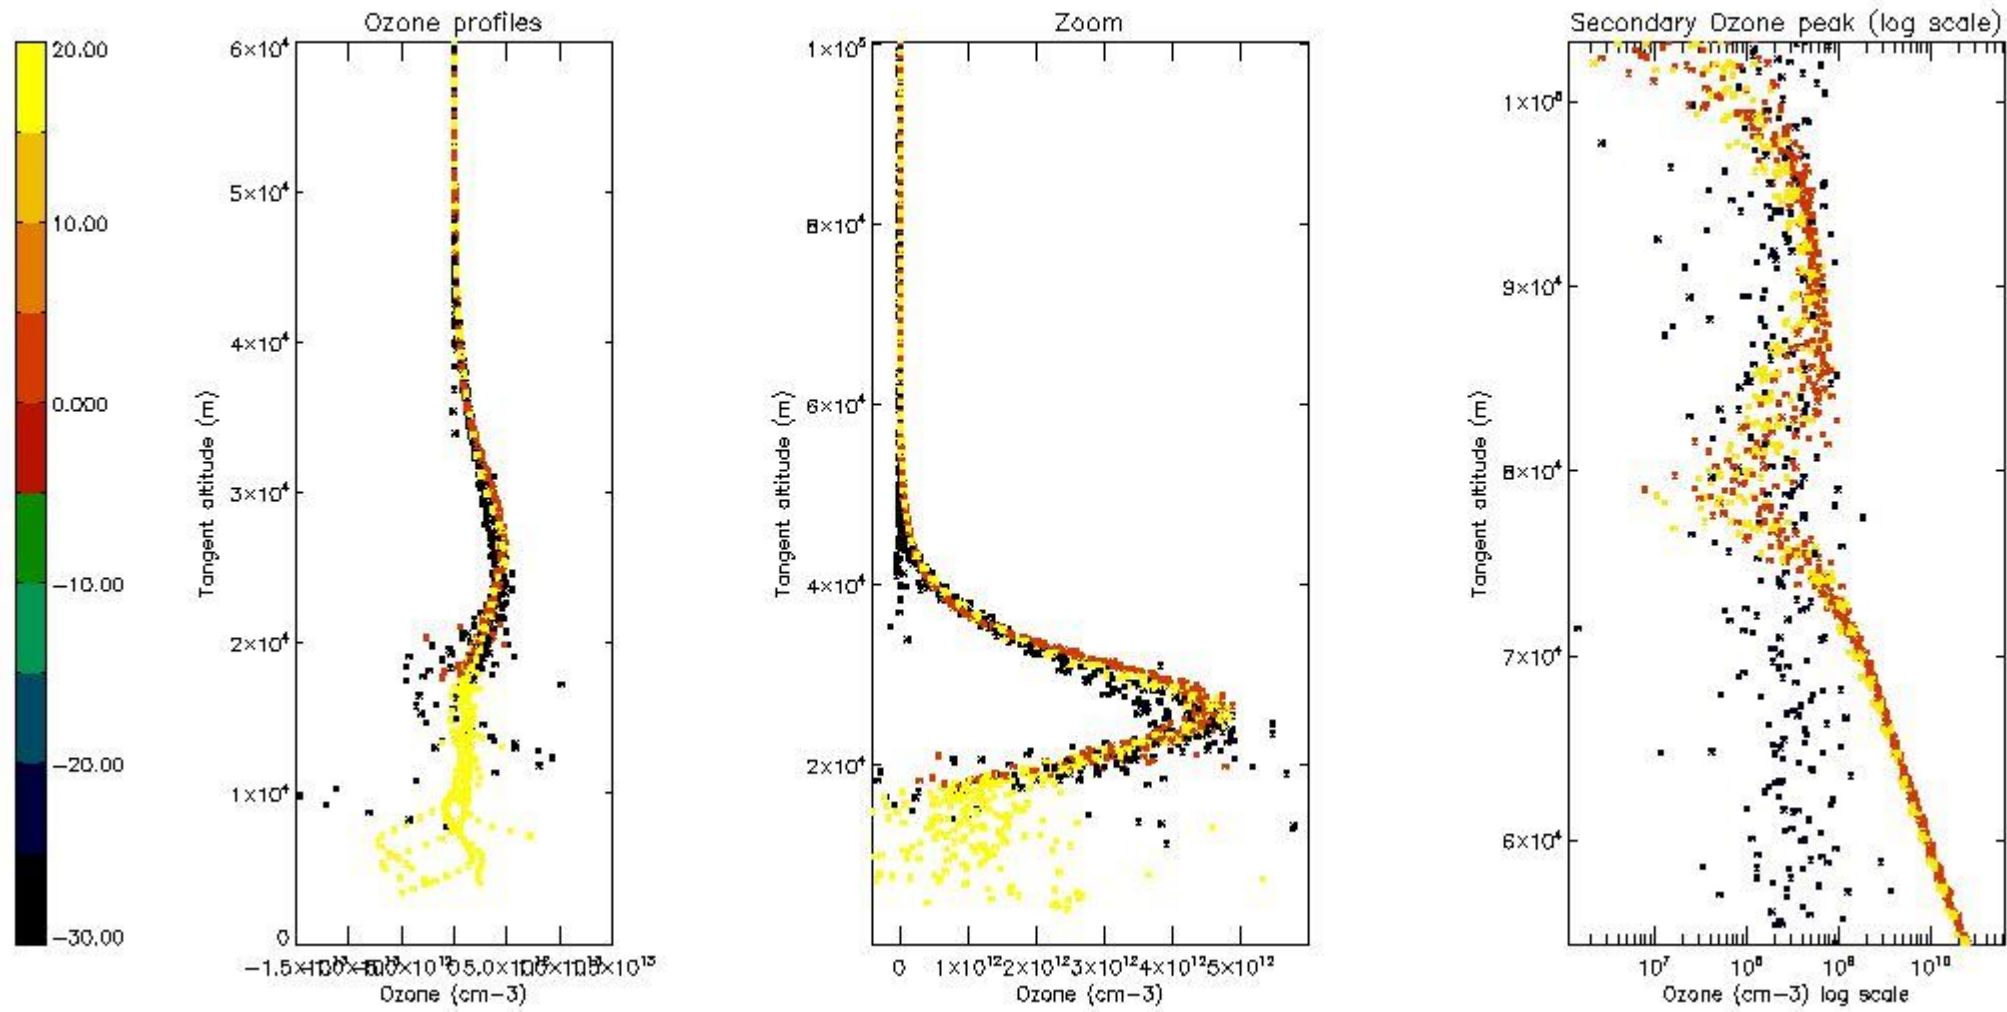 Ozone profiles
Zoom
Secondary Ozone peak (log scale)
20.00
10.00
0.000
−10.00
−20.00
−30.00
6×10⁴
5×10⁴
4×10⁴
3×10⁴
2×10⁴
1×10⁴
0
Tangent altitude (m)
Ozone (cm−3)
1×10⁵
8×10⁴
6×10⁴
4×10⁴
2×10⁴
Tangent altitude (m)
0 1×10¹² 2×10¹² 3×10¹² 4×10¹² 5×10¹²
Ozone (cm−3)
9×10⁴
8×10⁴
7×10⁴
6×10⁴
Tangent altitude (m)
10⁷ 10⁸ 10⁹ 10¹⁰
Ozone (cm−3) log scale